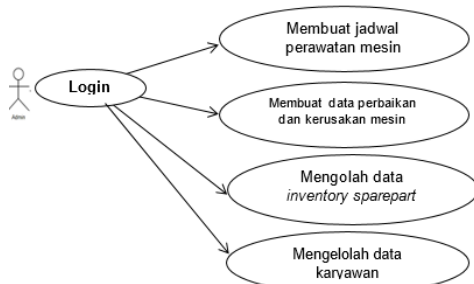 Membuat jadwal
perawatan mesin
Login
Admin
Membuat data perbaikan
dan kerusakan mesin
Mengolah data
inventory sparepart
Mengelolah data
karyawan